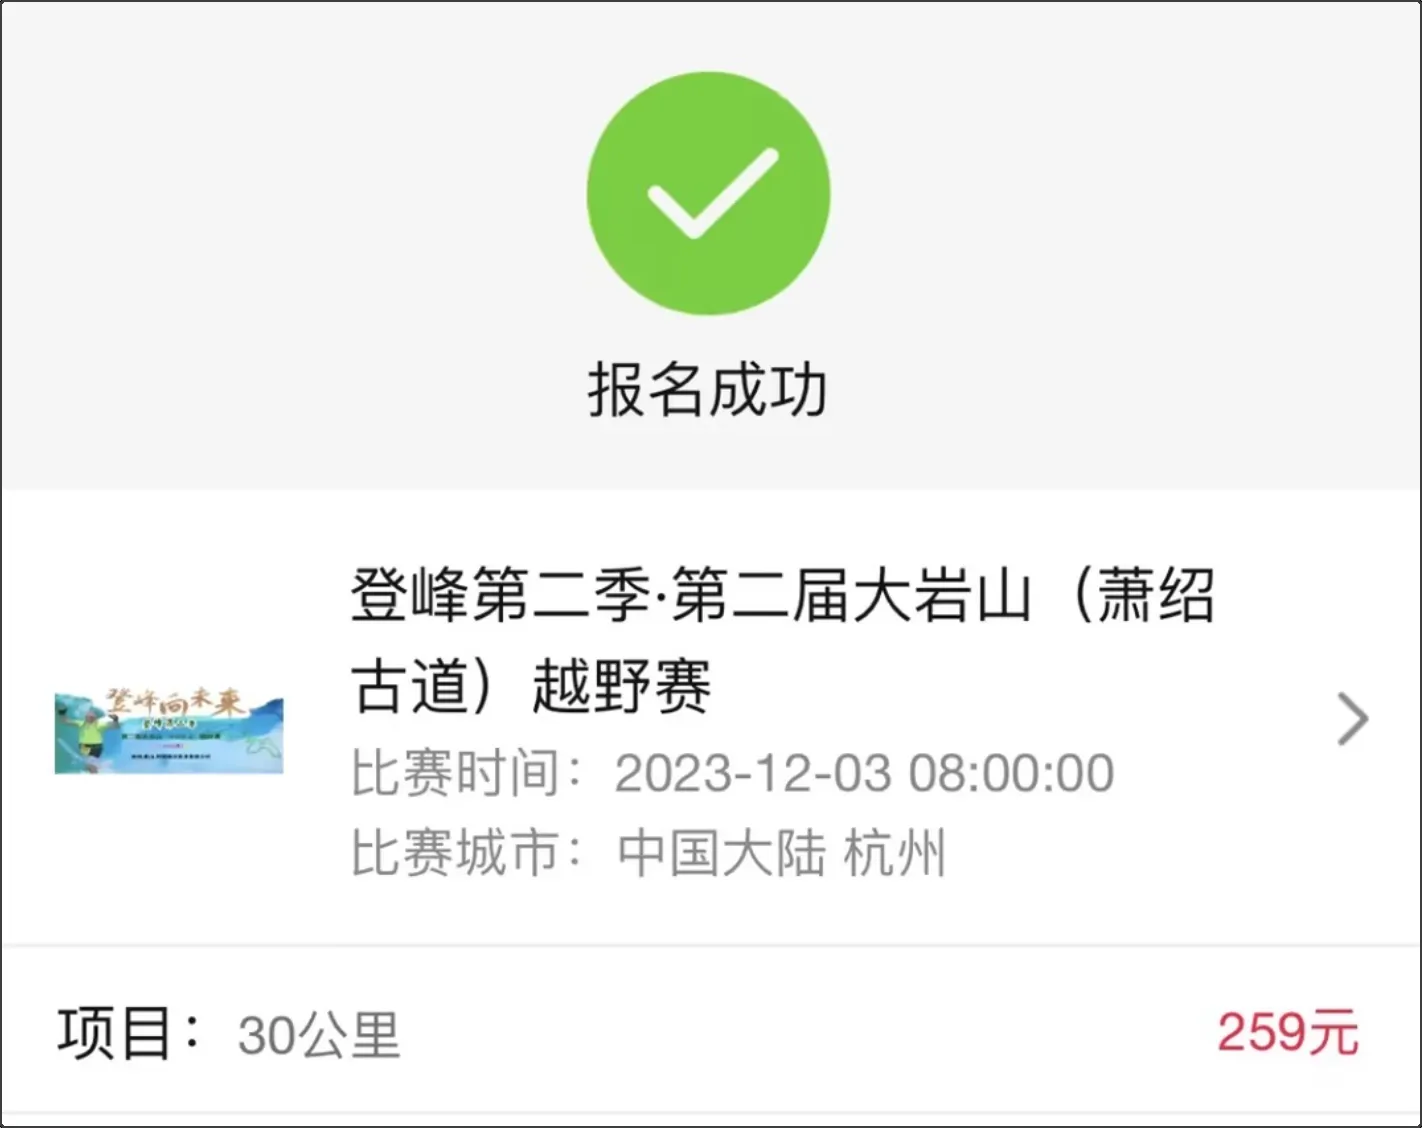 报名成功
登峰第二季·第二届大岩山（萧绍
古道）越野赛
登峰向未来
比赛时间：2023-12-03 08:00:00
比赛城市：中国大陆 杭州
项目：30公里
259元